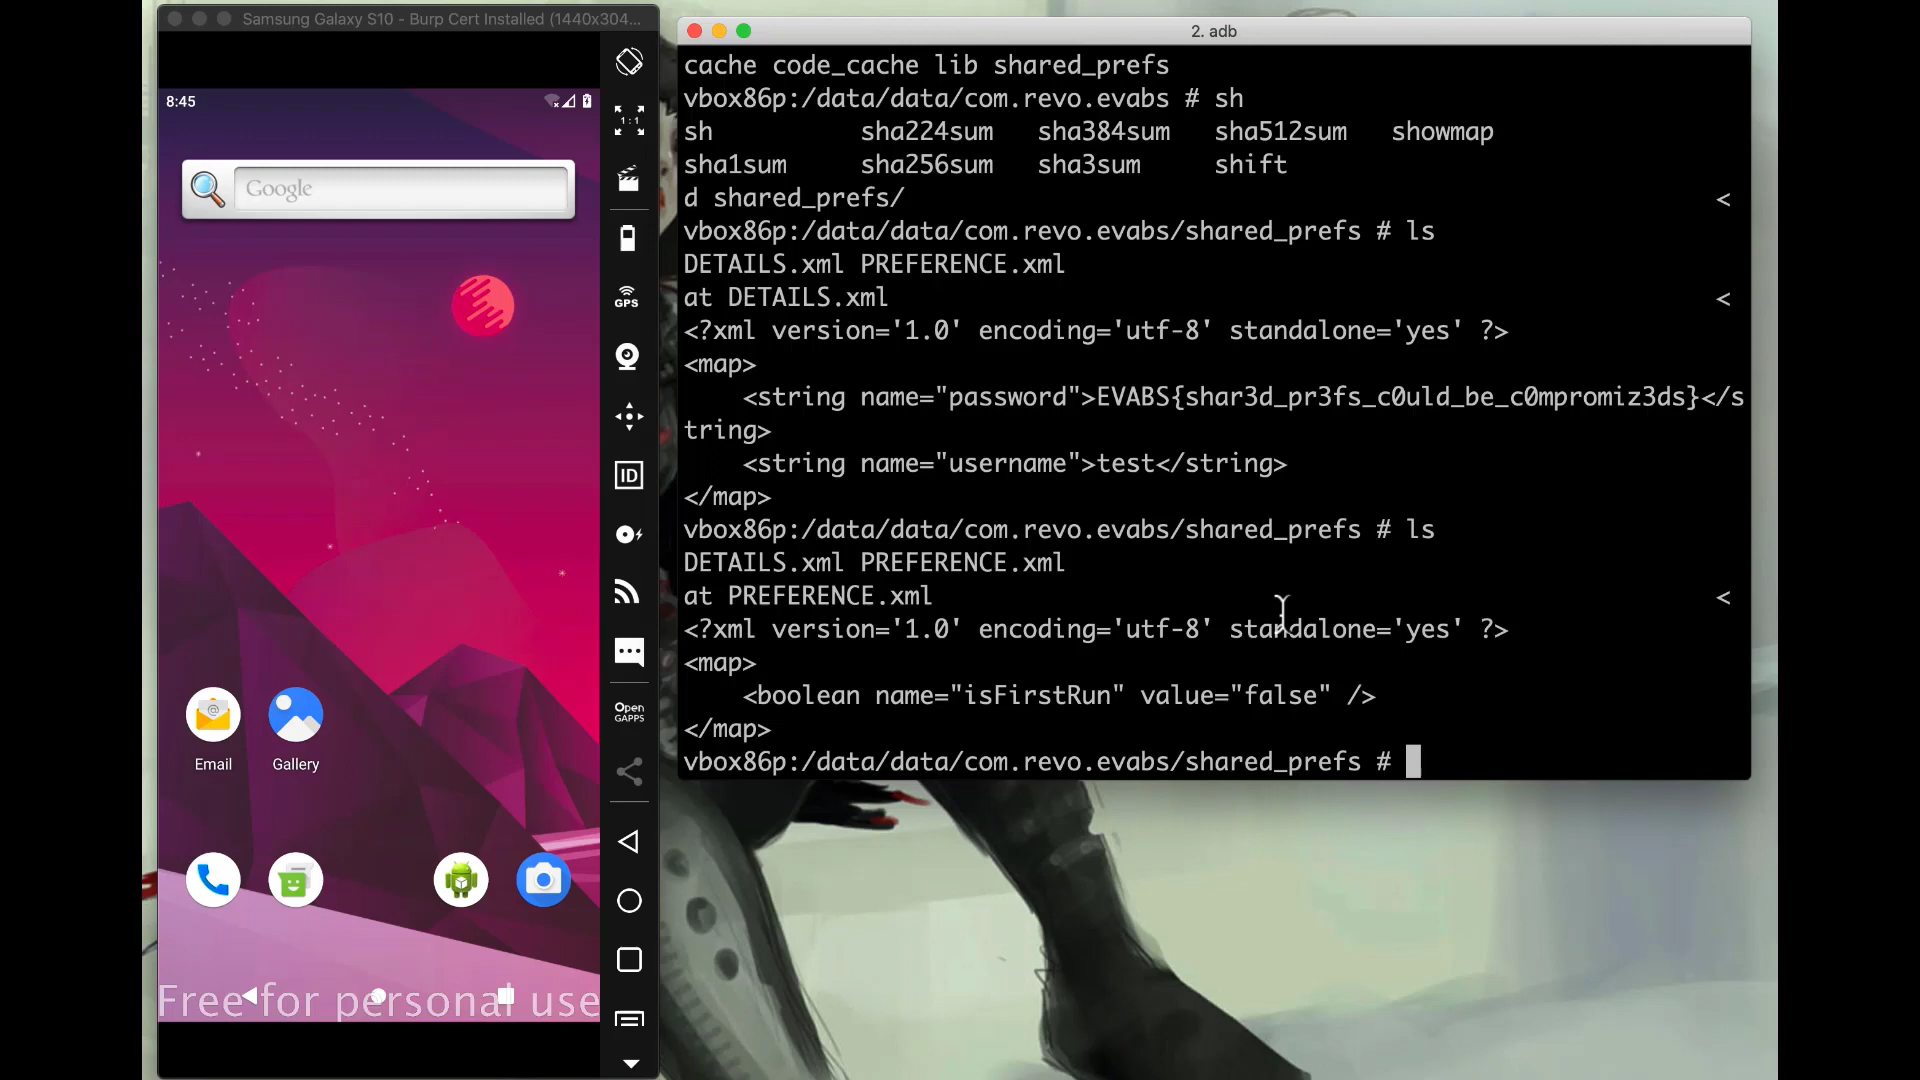 Samsung Galaxy S10 - Burp Cert Installed (1440x304...
8:45
Google
Email
Gallery
Free for personal use
1:1
GPS
ID
Open
GAPPS
2. adb
cache code_cache lib shared_prefs
vbox86p:/data/data/com.revo.evabs # sh
sh sha224sum sha384sum sha512sum showmap
sha1sum sha256sum sha3sum shift
d shared_prefs/ <
vbox86p:/data/data/com.revo.evabs/shared_prefs # ls
DETAILS.xml PREFERENCE.xml
at DETAILS.xml <
<?xml version='1.0' encoding='utf-8' standalone='yes' ?>
<map>
    <string name="password">EVABS{shar3d_pr3fs_c0uld_be_c0mpromiz3ds}</s
tring>
    <string name="username">test</string>
</map>
vbox86p:/data/data/com.revo.evabs/shared_prefs # ls
DETAILS.xml PREFERENCE.xml
at PREFERENCE.xml <
<?xml version='1.0' encoding='utf-8' standalone='yes' ?>
<map>
    <boolean name="isFirstRun" value="false" />
</map>
vbox86p:/data/data/com.revo.evabs/shared_prefs #